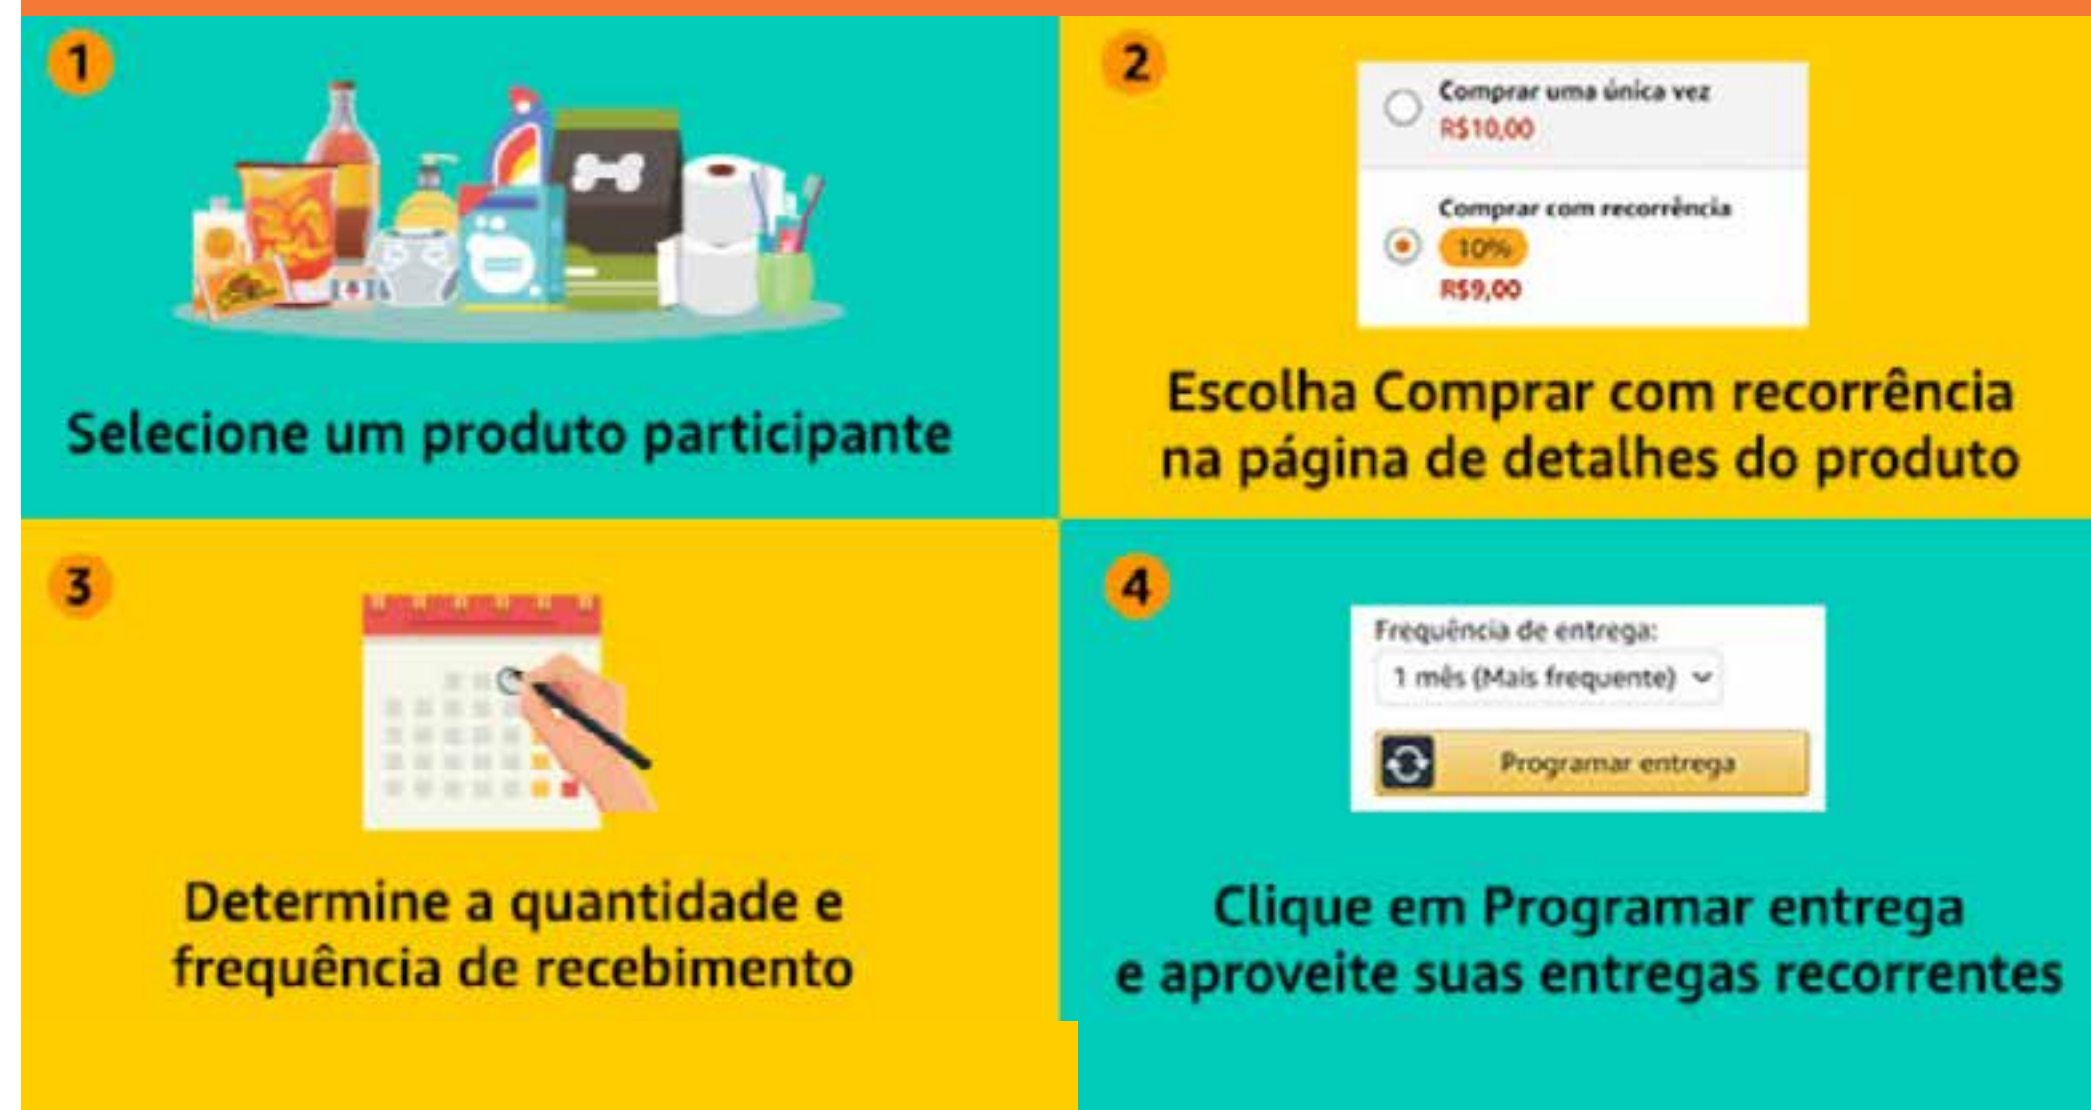 1
Selecione um produto participante
2
Comprar uma única vez
R$10,00
Comprar com recorrência
10%
R$9,00
Escolha Comprar com recorrência
na página de detalhes do produto
3
Determine a quantidade e
frequência de recebimento
4
Frequência de entrega:
1 mês (Mais frequente)
Programar entrega
Clique em Programar entrega
e aproveite suas entregas recorrentes